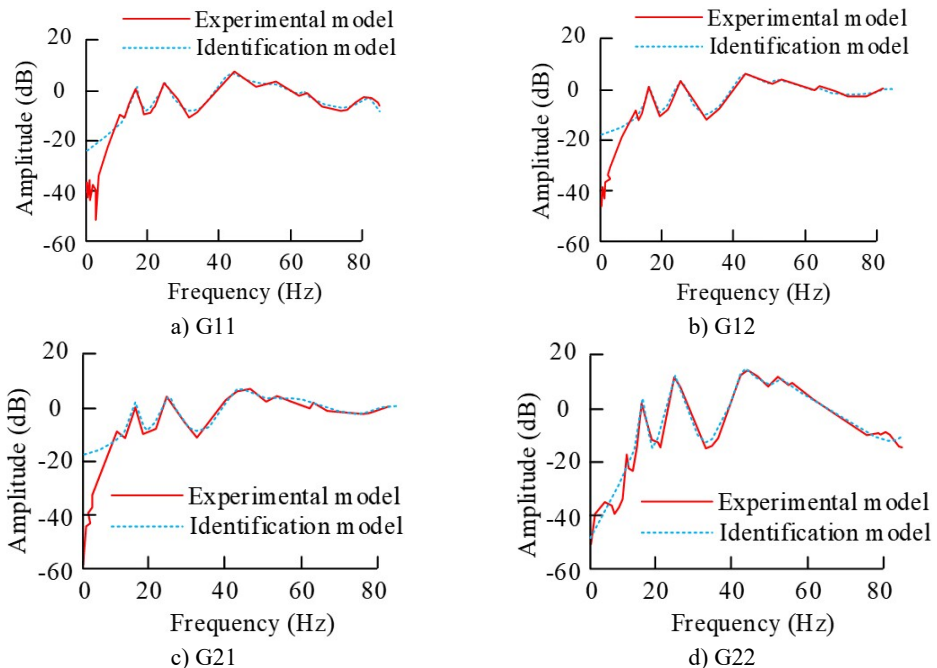 Experimental model
Identification model
20
0
-20
-40
-60
Amplitude (dB)
0 20 40 60 80
Frequency (Hz)
a) G11
Experimental model
Identification model
20
0
-20
-40
-60
Amplitude (dB)
0 20 40 60 80
Frequency (Hz)
b) G12
20
0
-20
-40
-60
Amplitude (dB)
Experimental model
Identification model
0 20 40 60 80
Frequency (Hz)
c) G21
20
0
-20
-40
-60
Amplitude (dB)
Experimental model
Identification model
0 20 40 60 80
Frequency (Hz)
d) G22